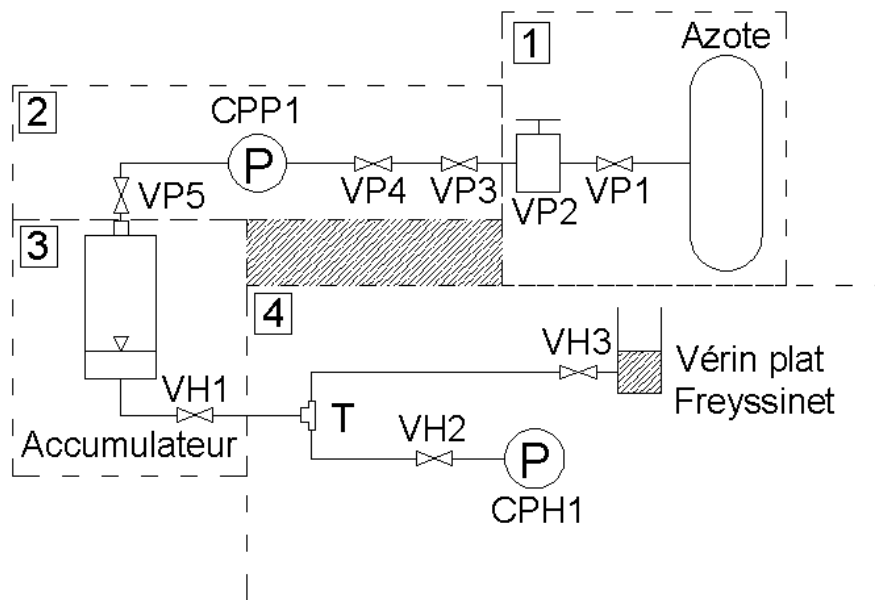 1
Azote
2
CPP1
P
VP5
VP4
VP3
VP2
VP1
3
4
VH1
Accumulateur
T
VH3
Vérin plat
Freyssinet
VH2
P
CPH1